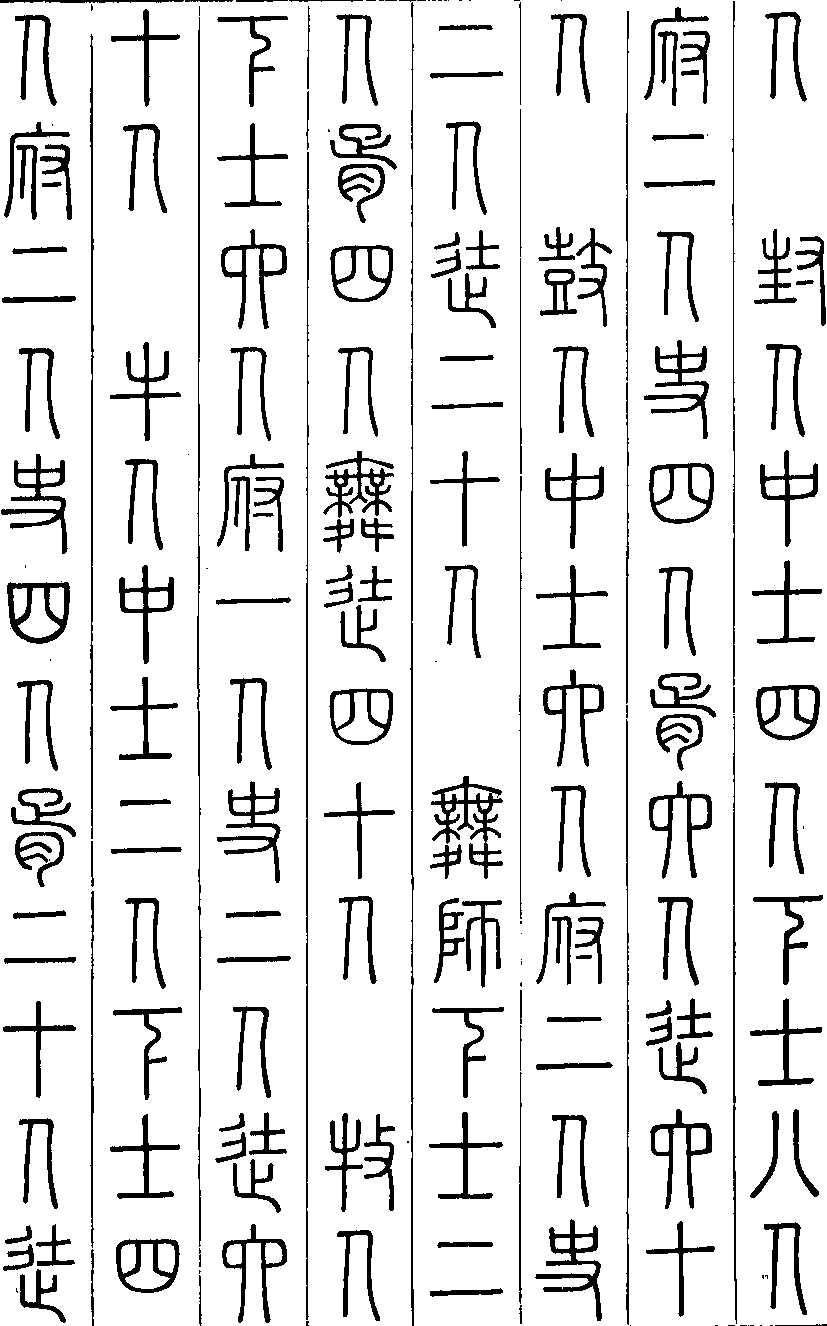 人　封人中士四人下士八人
府二人史四人胥六人徒六十
人　鼓人中士六人府二人史
二人徒二十人　舞師下士二
人胥四人舞徒四十人　牧人
下士六人府一人史二人徒六
十人　牛人中士二人下士四
人府二人史四人胥二十人徒